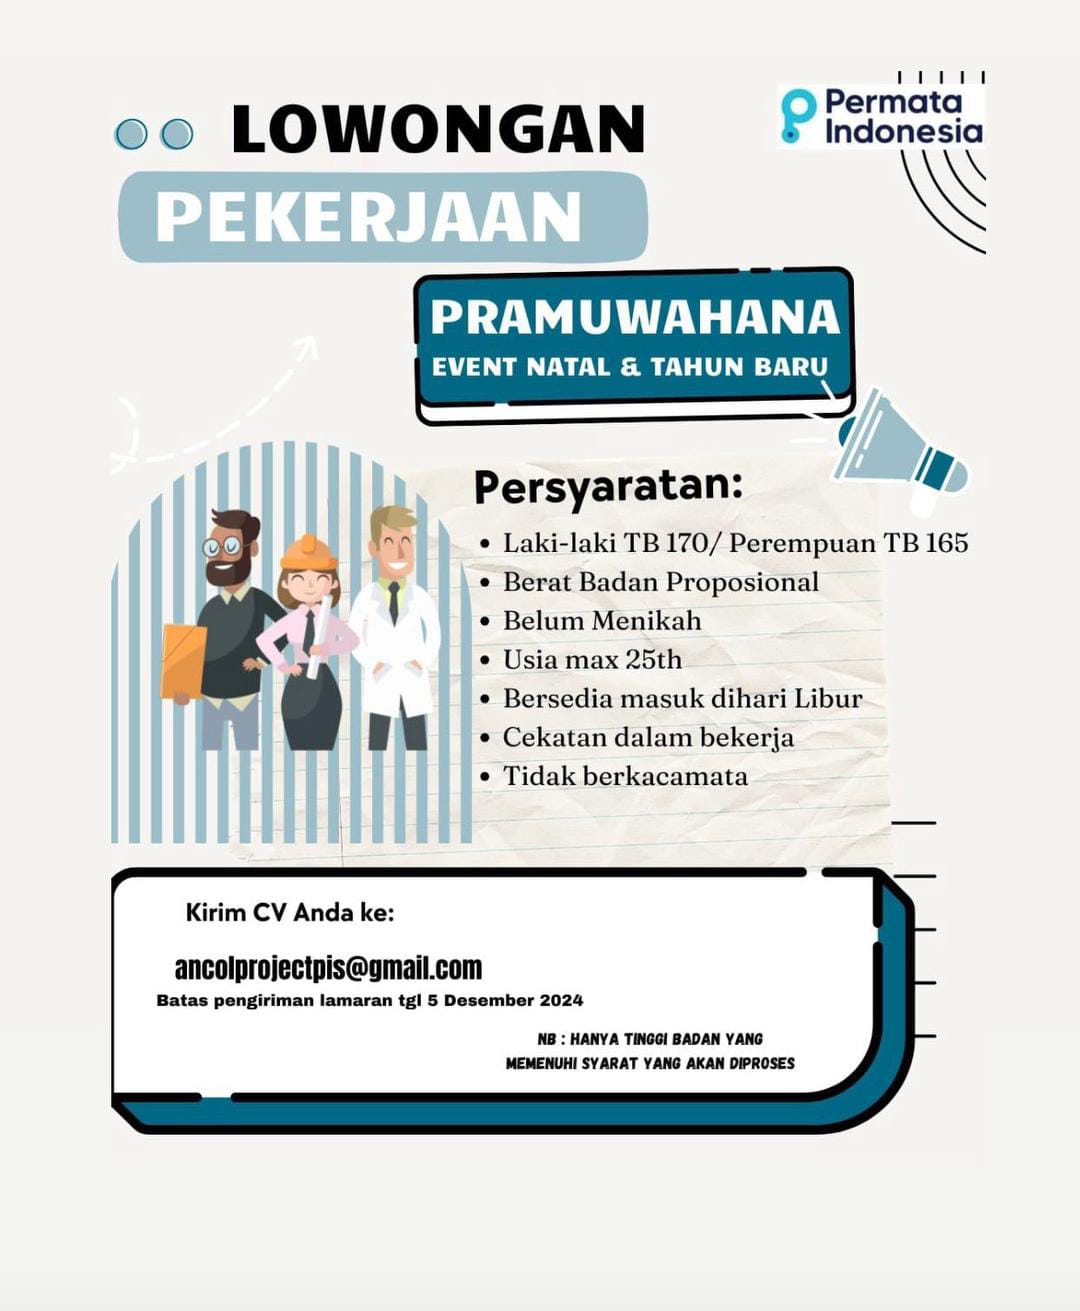 LOWONGAN
PEKERJAAN
Permata
Indonesia
PRAMUWAHANA
EVENT NATAL & TAHUN BARU
Persyaratan:
• Laki-laki TB 170/ Perempuan TB 165
• Berat Badan Proposional
• Belum Menikah
• Usia max 25th
• Bersedia masuk dihari Libur
• Cekatan dalam bekerja
• Tidak berkacamata
Kirim CV Anda ke:
ancolprojectpis@gmail.com
Batas pengiriman lamaran tgl 5 Desember 2024
NB : HANYA TINGGI BADAN YANG
MEMENUHI SYARAT YANG AKAN DIPROSES